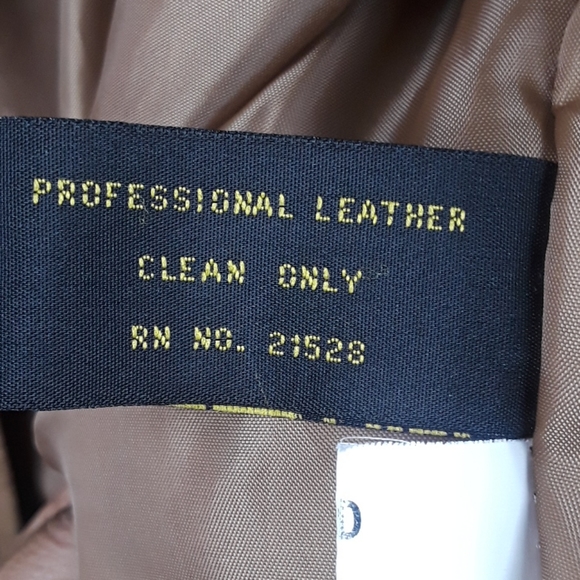 PROFESSIONAL LEATHER
CLEAN ONLY
RN NO. 21528
D